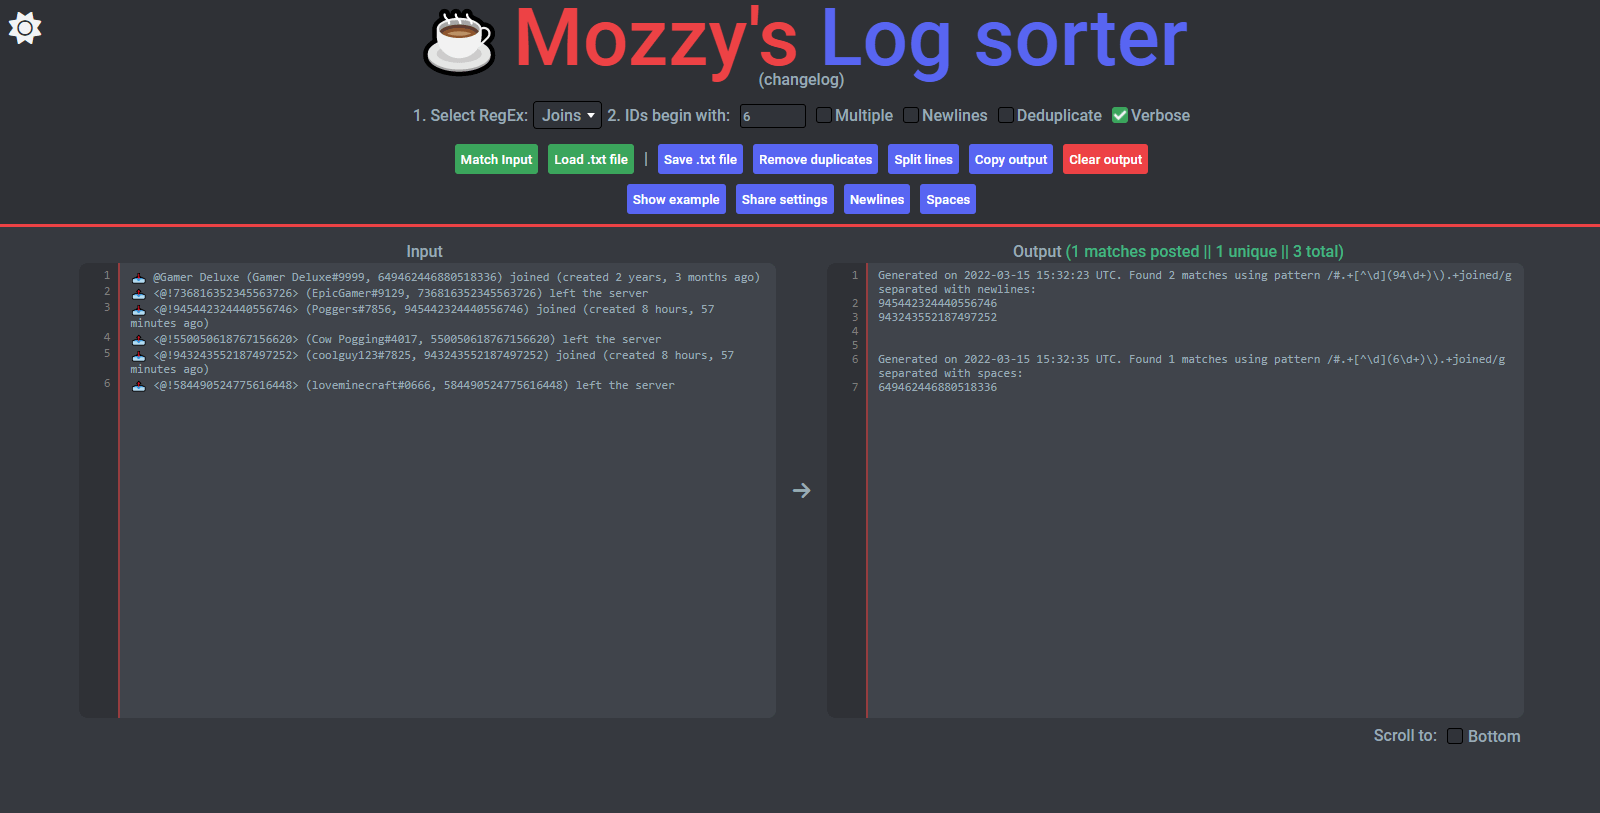 Mozzy's Log sorter
(changelog)
1. Select RegEx: Joins 2. IDs begin with: 6 Multiple Newlines Deduplicate Verbose
Match Input Load .txt file | Save .txt file Remove duplicates Split lines Copy output Clear output
Show example Share settings Newlines Spaces
Input
1 @Gamer Deluxe (Gamer Deluxe#9999, 649462446880518336) joined (created 2 years, 3 months ago)
2 <@!736816352345563726> (EpicGamer#9129, 736816352345563726) left the server
3 <@!945442324440556746> (Poggers#7856, 945442324440556746) joined (created 8 hours, 57
minutes ago)
4 <@!550050618767156620> (Cow Pogging#4017, 550050618767156620) left the server
5 <@!943243552187497252> (coolguy123#7825, 943243552187497252) joined (created 8 hours, 57
minutes ago)
6 <@!584490524775616448> (loveminecraft#0666, 584490524775616448) left the server
Output (1 matches posted || 1 unique || 3 total)
1 Generated on 2022-03-15 15:32:23 UTC. Found 2 matches using pattern /#.+[^\d](94\d+)\).+joined/g
separated with newlines:
2 945442324440556746
3 943243552187497252
4
5
6 Generated on 2022-03-15 15:32:35 UTC. Found 1 matches using pattern /#.+[^\d](6\d+)\).+joined/g
separated with spaces:
7 649462446880518336
Scroll to: Bottom